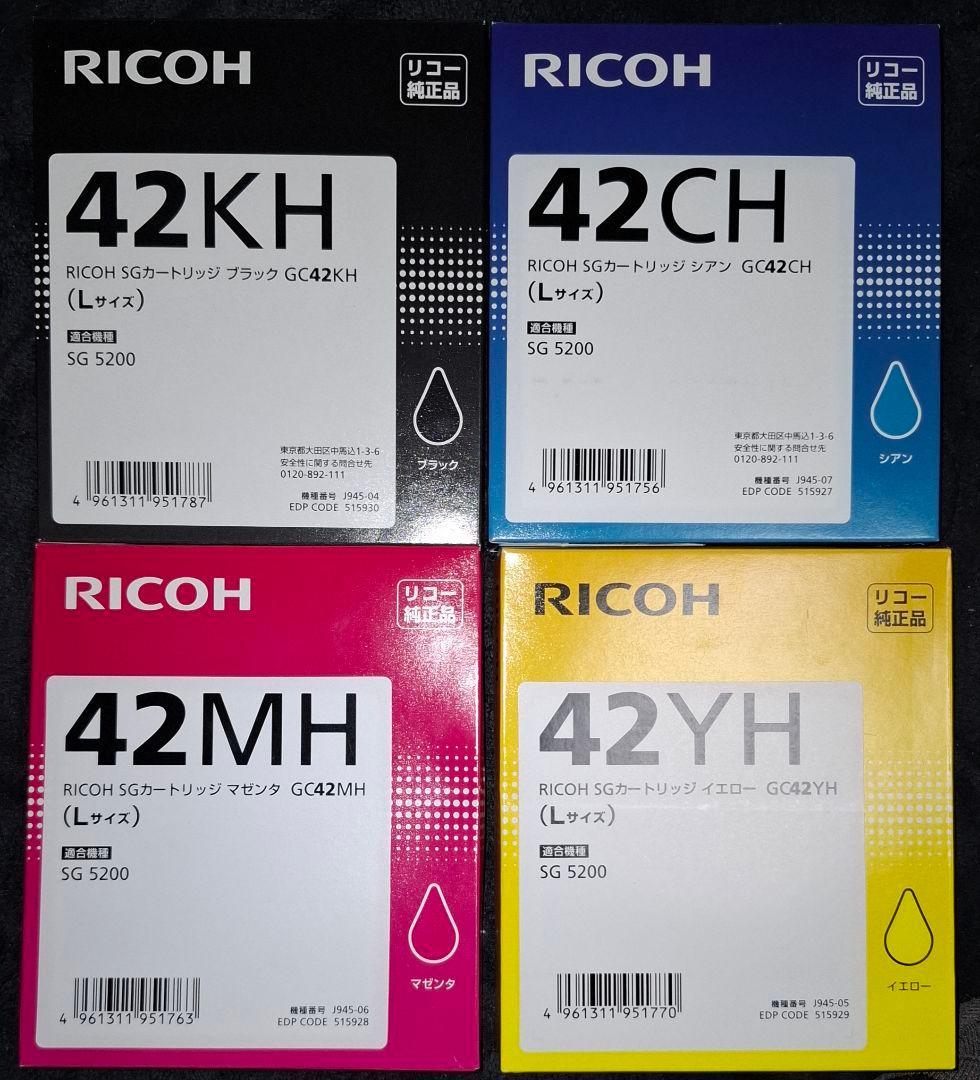 RICOH
リコー
純正品
42KH
RICOH SGカートリッジ ブラック GC42KH
(Lサイズ)
適合機種
SG 5200
ブラック
東京都大田区中馬込1-3-6
安全性に関する問合せ先
0120-892-111
4 961311 951787
機種番号 J945-04
EDP CODE 515930
RICOH
リコー
純正品
42CH
RICOH SGカートリッジ シアン GC42CH
(Lサイズ)
適合機種
SG 5200
シアン
東京都大田区中馬込1-3-6
安全性に関する問合せ先
0120-892-111
4 961311 951756
機種番号 J945-07
EDP CODE 515927
RICOH
リコー
純正品
42MH
RICOH SGカートリッジ マゼンタ GC42MH
(Lサイズ)
適合機種
SG 5200
マゼンタ
4 961311 951763
機種番号 J945-06
EDP CODE 515928
RICOH
リコー
純正品
42YH
RICOH SGカートリッジ イエロー GC42YH
(Lサイズ)
適合機種
SG 5200
イエロー
4 961311 951770
機種番号 J945-05
EDP CODE 515929